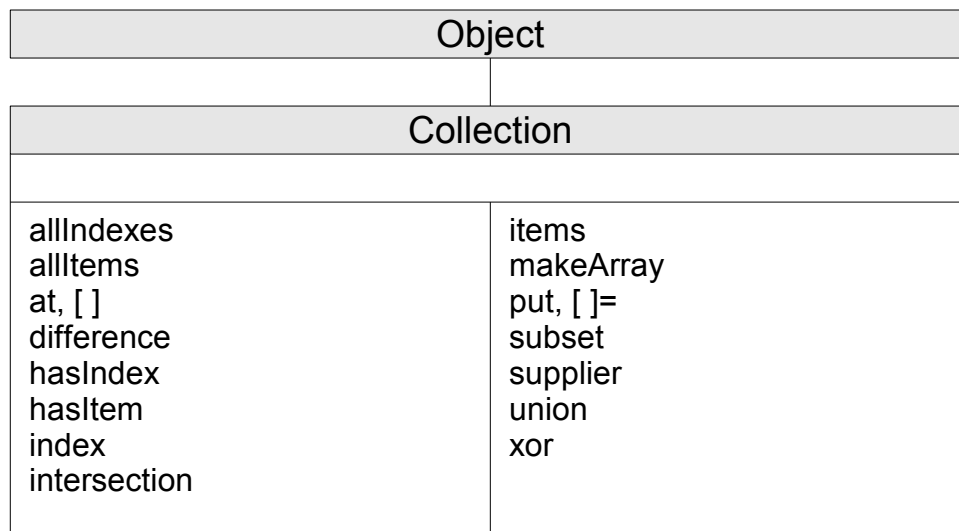 Object
Collection
allIndexes
allItems
at, [ ]
difference
hasIndex
hasItem
index
intersection
items
makeArray
put, [ ]=
subset
supplier
union
xor